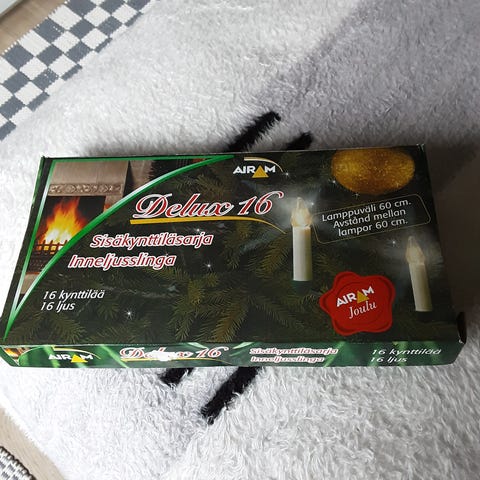 AIRAM
Delux 16
Sisäkynttiläsarja
Inneljusslinga
16 kynttilää
16 ljus
Lamppuväli 60 cm.
Avstånd mellan
lampor 60 cm.
AIRAM
Joulu
AIRAM
Delux 16
Sisäkynttiläsarja
Inneljusslinga
16 kynttilää
16 ljus